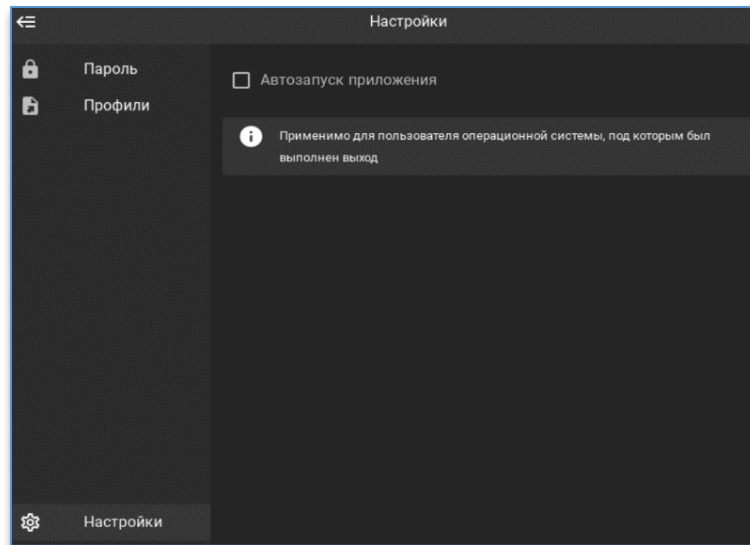 Настройки
Пароль
Профили
Автозапуск приложения
Применимо для пользователя операционной системы, под которым был
выполнен выход
Настройки